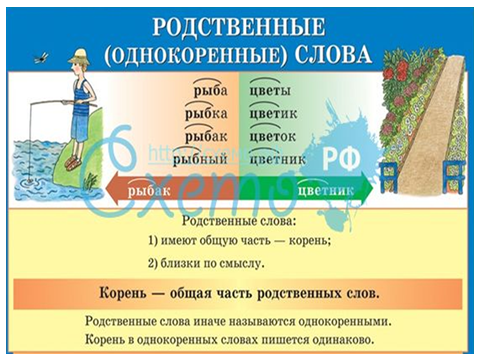 РОДСТВЕННЫЕ
(ОДНОКОРЕННЫЕ) СЛОВА
рыба цветы
рыбка цветик
рыбак цветок
рыбный цветник
http://
Схемо
РФ
рыбак цветник
Родственные слова:
1) имеют общую часть — корень;
2) близки по смыслу.
Корень — общая часть родственных слов.
Родственные слова иначе называются однокоренными.
Корень в однокоренных словах пишется одинаково.